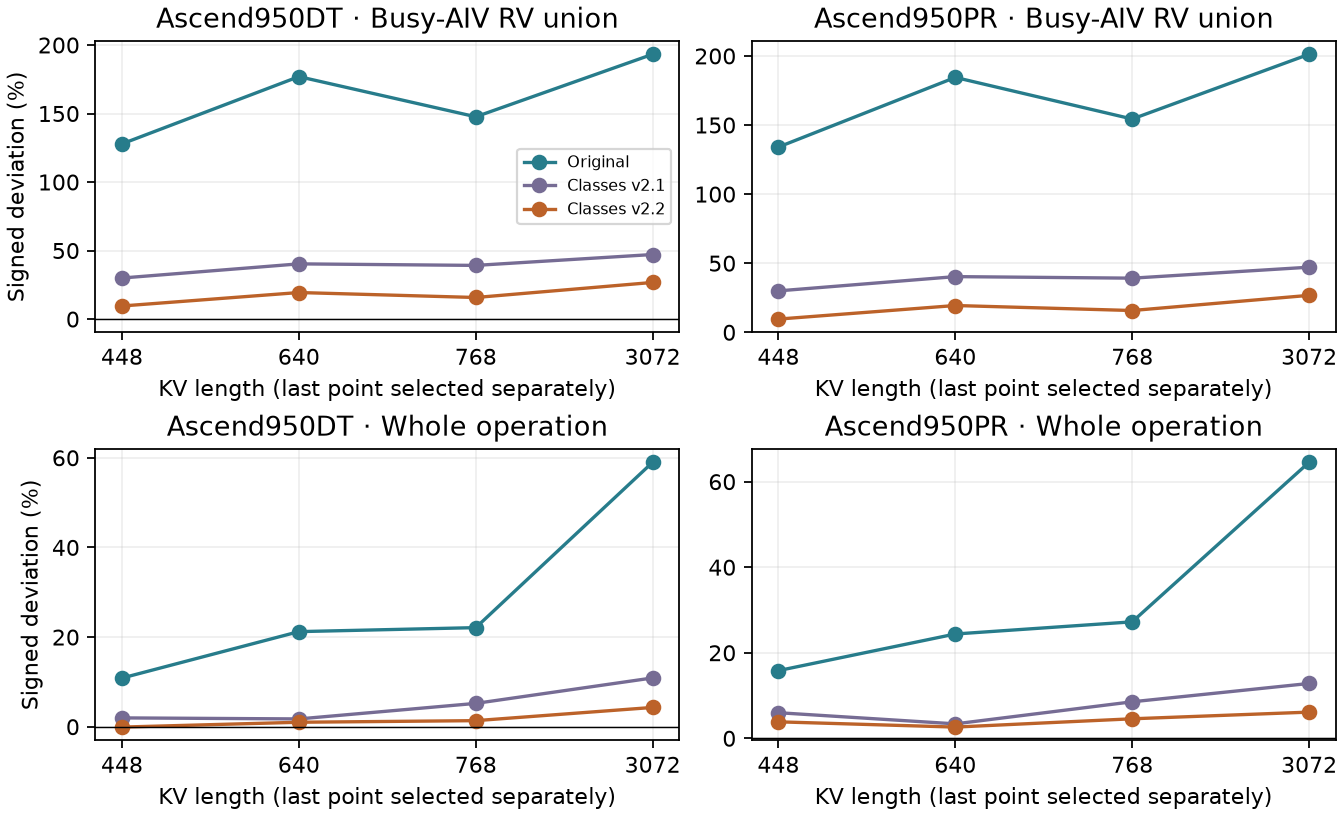 Ascend950DT · Busy-AIV RV union
Signed deviation (%)
200
150
100
50
0
Original
Classes v2.1
Classes v2.2
448 640 768 3072
KV length (last point selected separately)
Ascend950PR · Busy-AIV RV union
200
150
100
50
0
448 640 768 3072
KV length (last point selected separately)
Ascend950DT · Whole operation
Signed deviation (%)
60
40
20
0
448 640 768 3072
KV length (last point selected separately)
Ascend950PR · Whole operation
60
40
20
0
448 640 768 3072
KV length (last point selected separately)